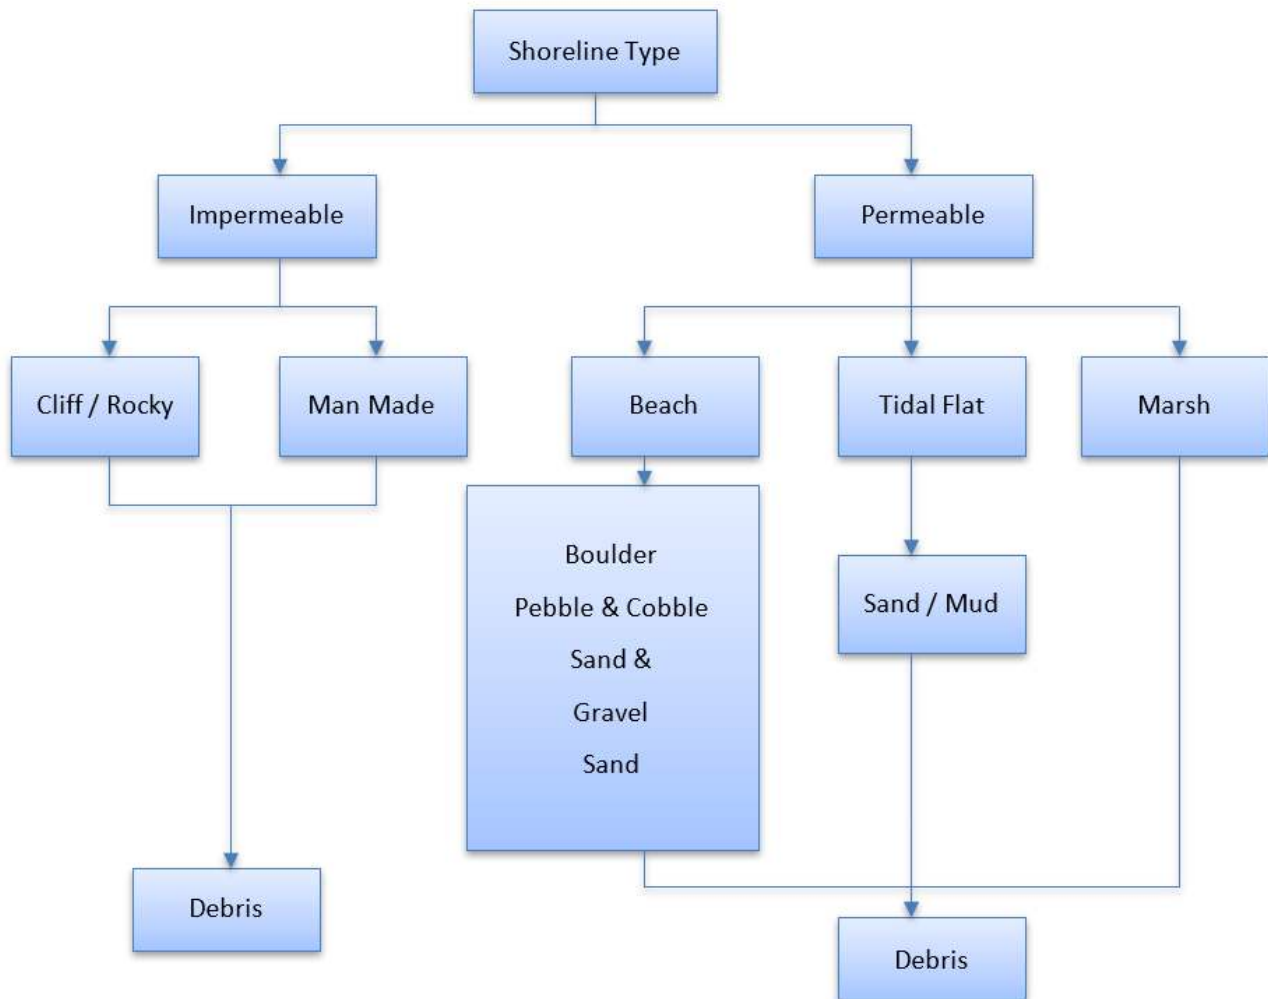 Shoreline Type
Impermeable
Permeable
Cliff / Rocky
Man Made
Beach
Tidal Flat
Marsh
Boulder
Pebble & Cobble
Sand &
Gravel
Sand
Sand / Mud
Debris
Debris